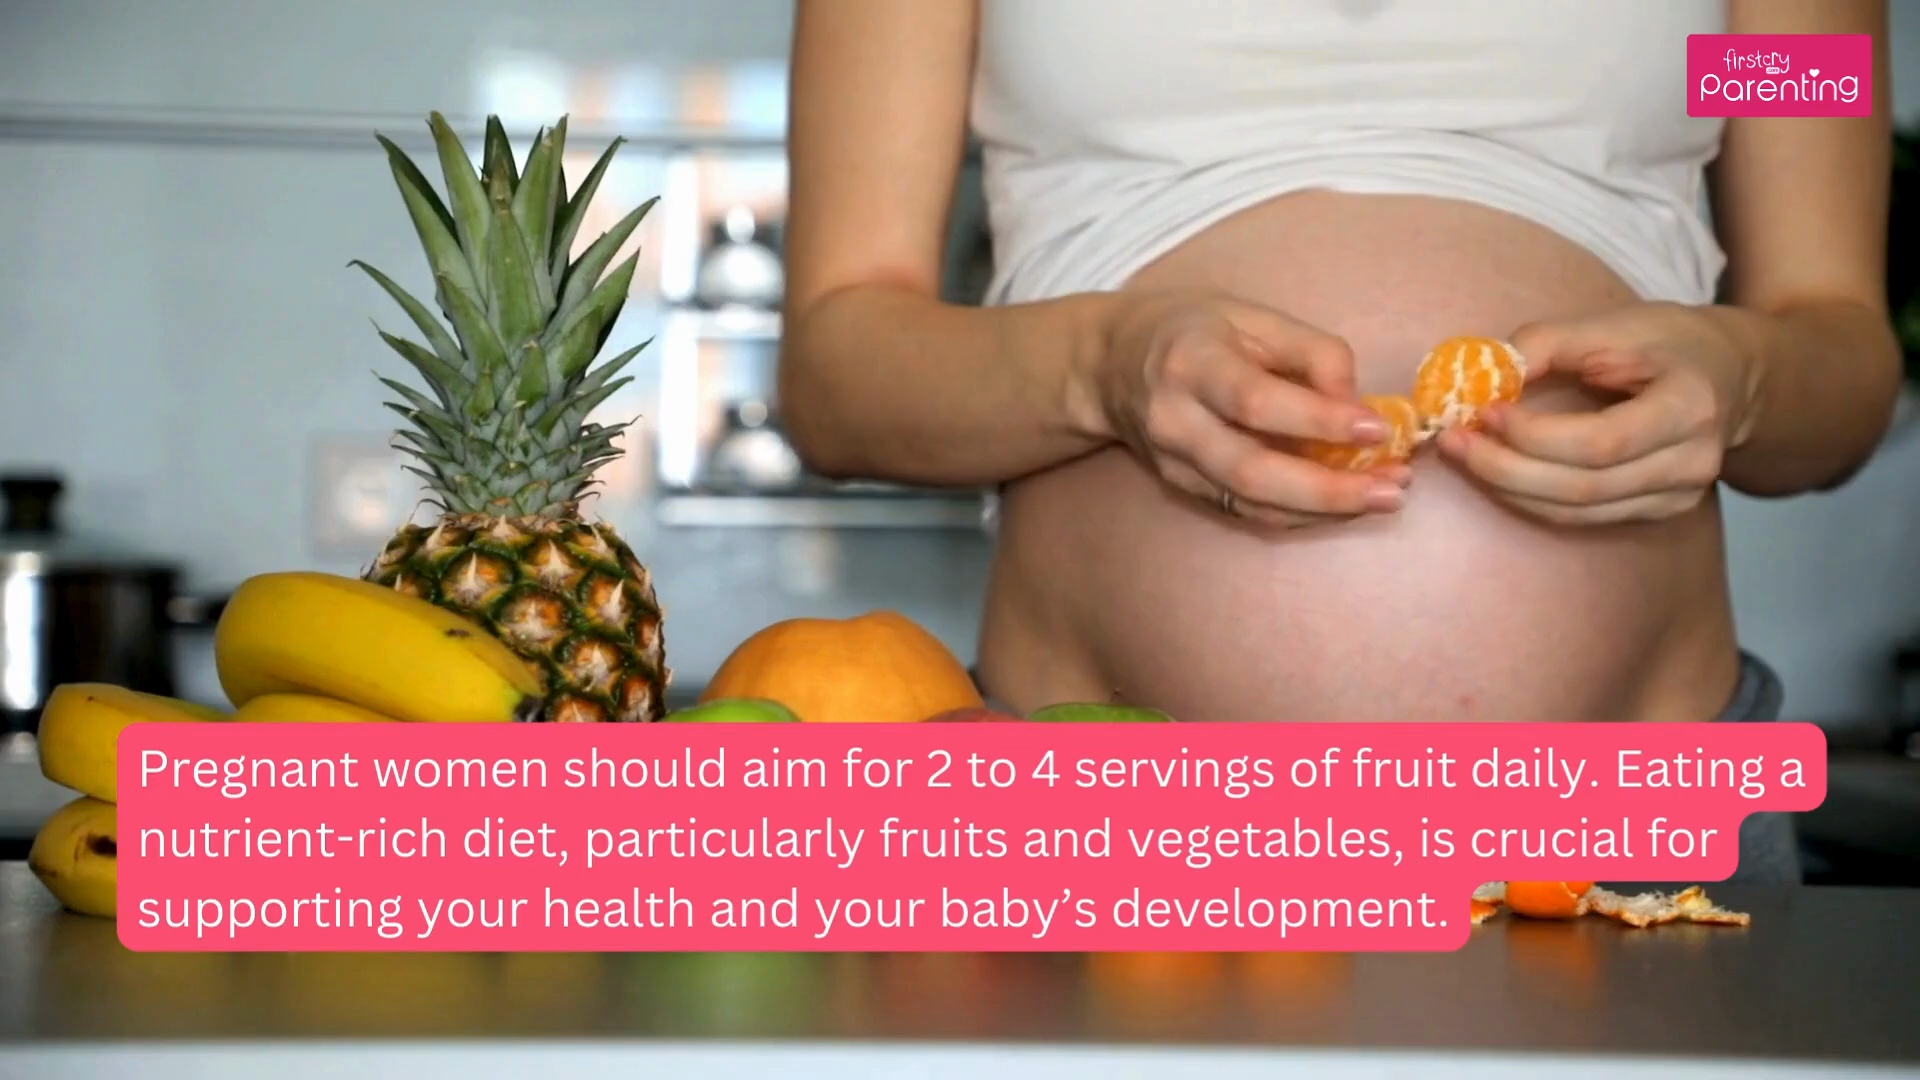 firstcry
.com
Parenting
Pregnant women should aim for 2 to 4 servings of fruit daily. Eating a
nutrient-rich diet, particularly fruits and vegetables, is crucial for
supporting your health and your baby’s development.